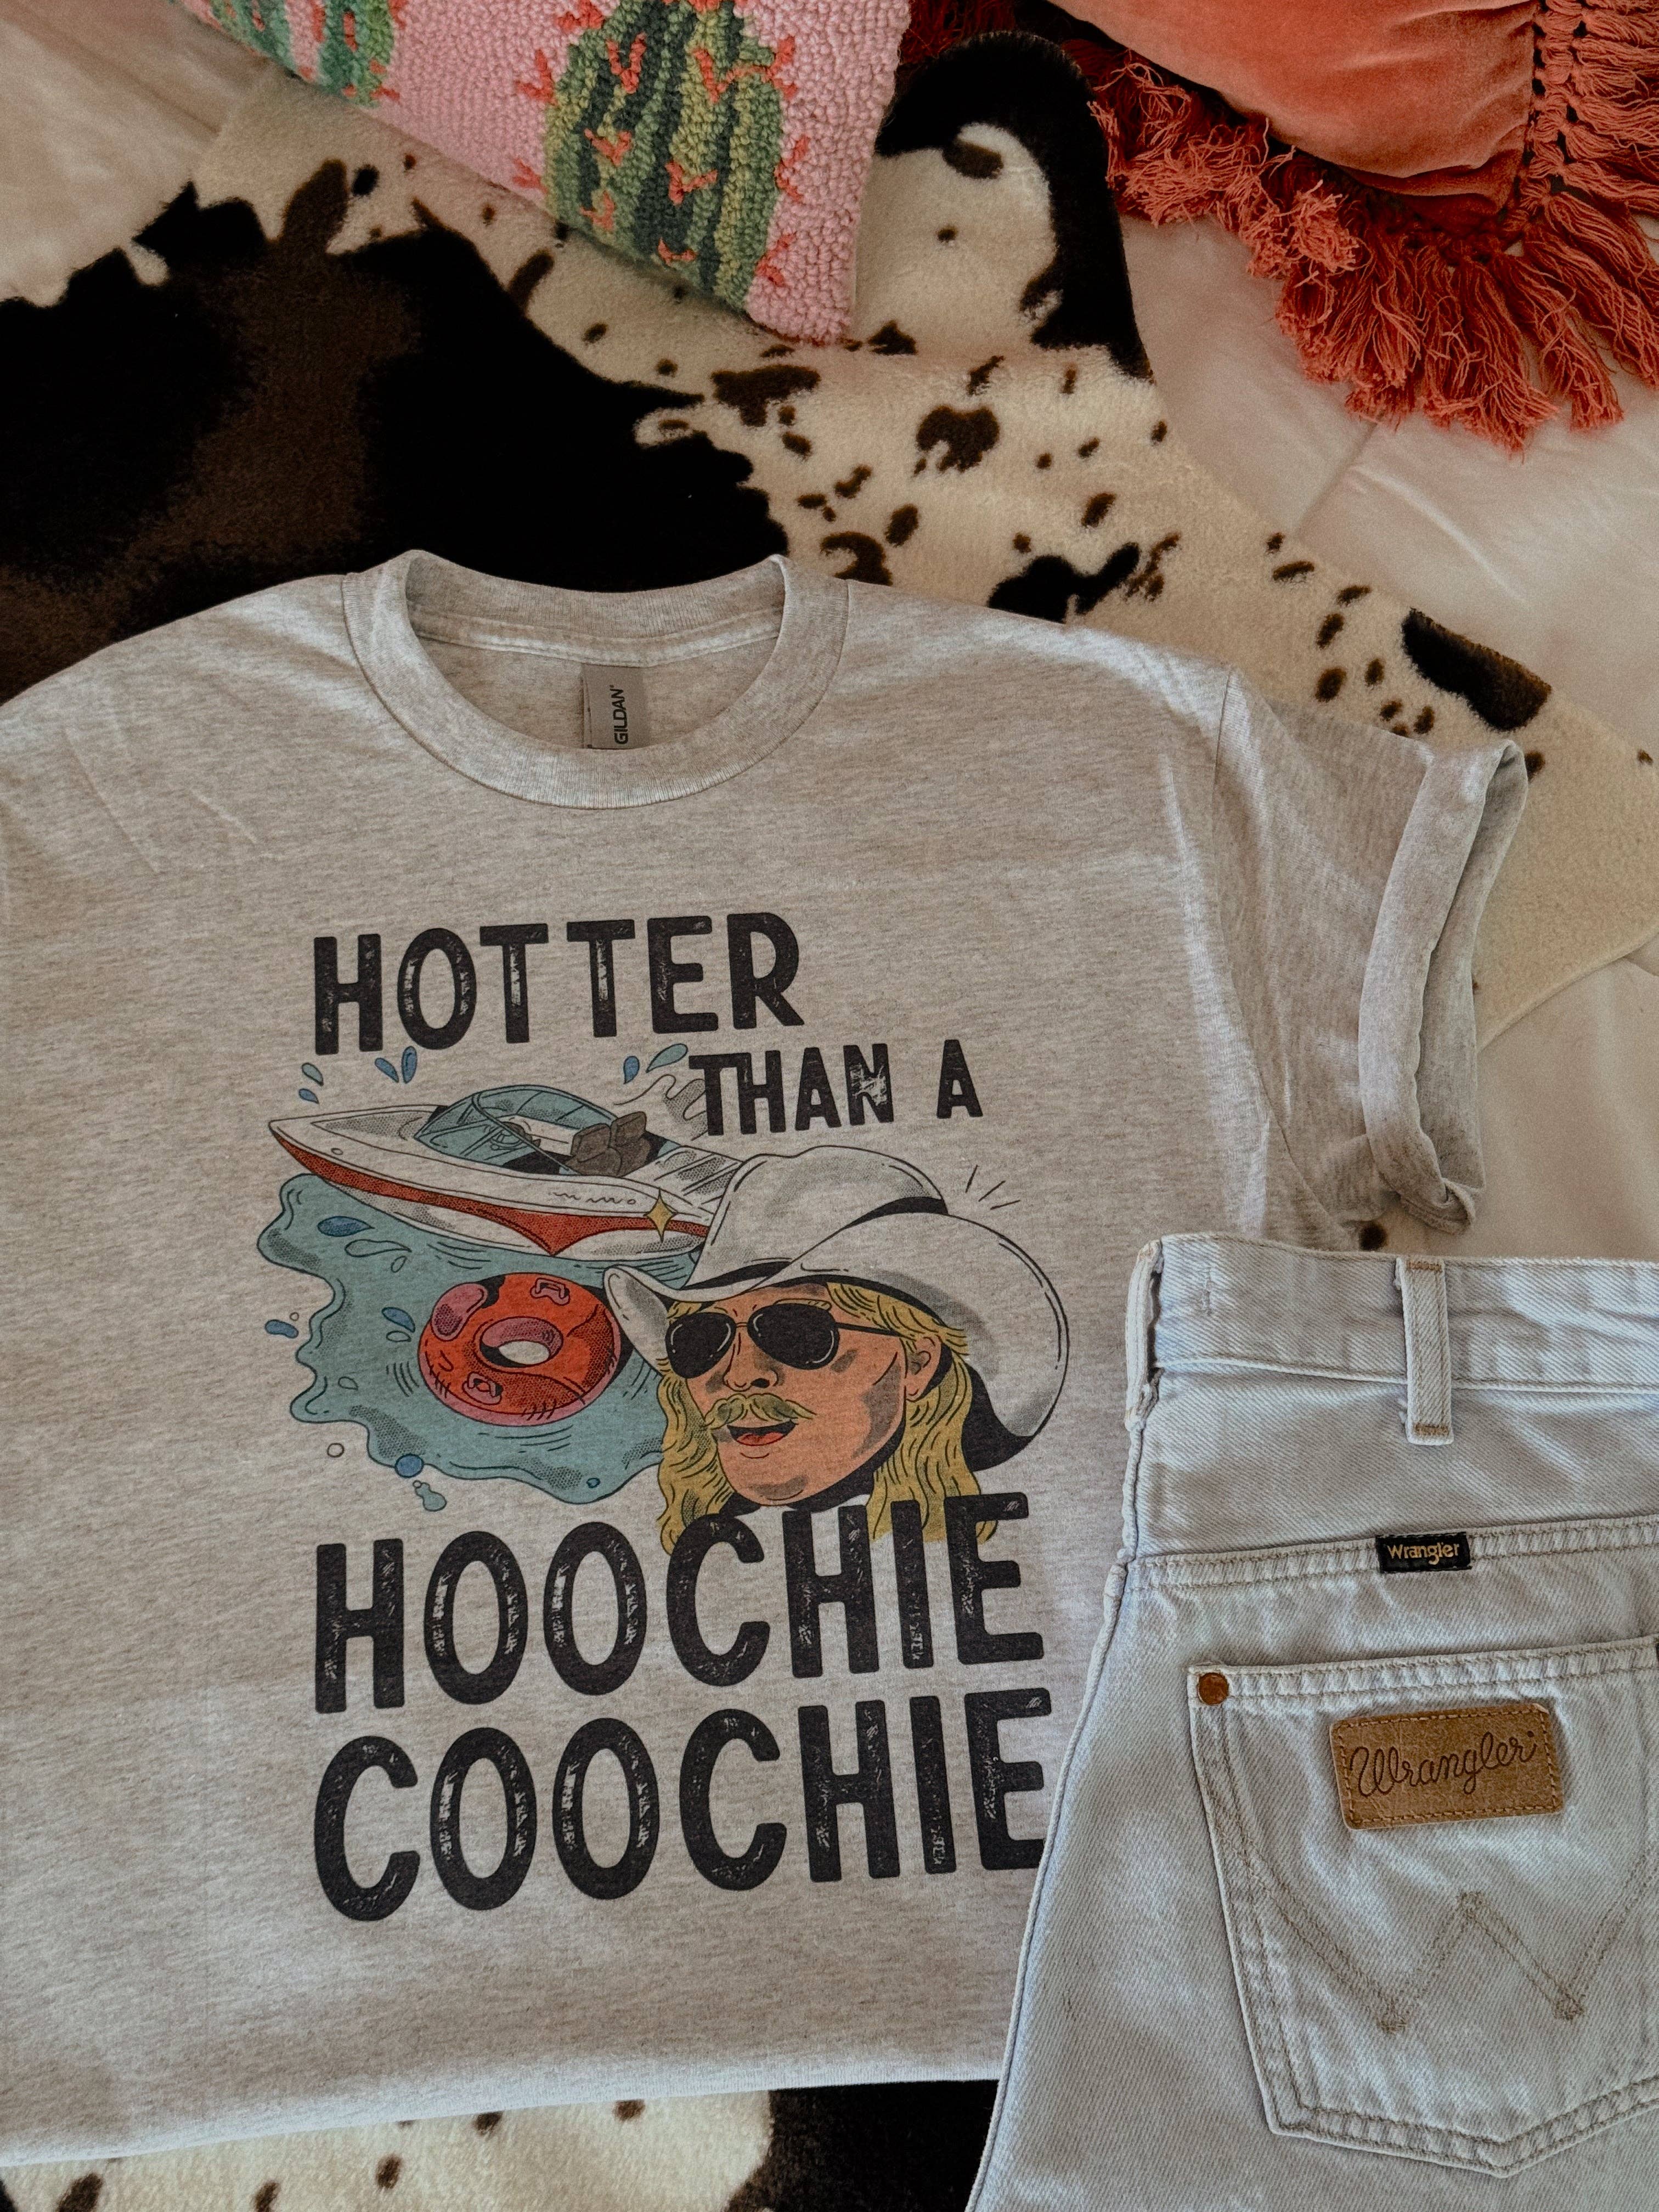 GILDAN
HOTTER
THAN A
HOOCHIE
COOCHIE
Wrangler
Wrangler